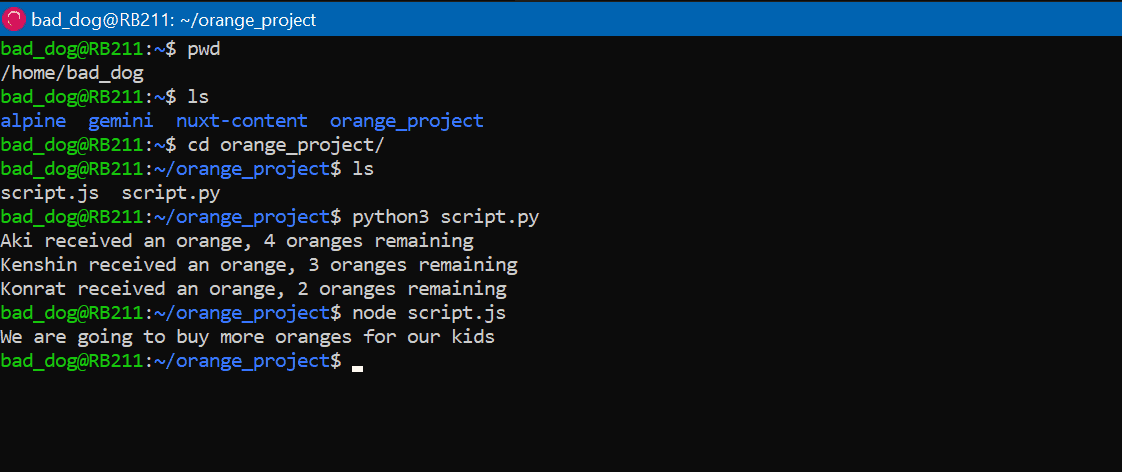 bad_dog@RB211: ~/orange_project
bad_dog@RB211:~$ pwd
/home/bad_dog
bad_dog@RB211:~$ ls
alpine  gemini  nuxt-content  orange_project
bad_dog@RB211:~$ cd orange_project/
bad_dog@RB211:~/orange_project$ ls
script.js  script.py
bad_dog@RB211:~/orange_project$ python3 script.py
Aki received an orange, 4 oranges remaining
Kenshin received an orange, 3 oranges remaining
Konrat received an orange, 2 oranges remaining
bad_dog@RB211:~/orange_project$ node script.js
We are going to buy more oranges for our kids
bad_dog@RB211:~/orange_project$